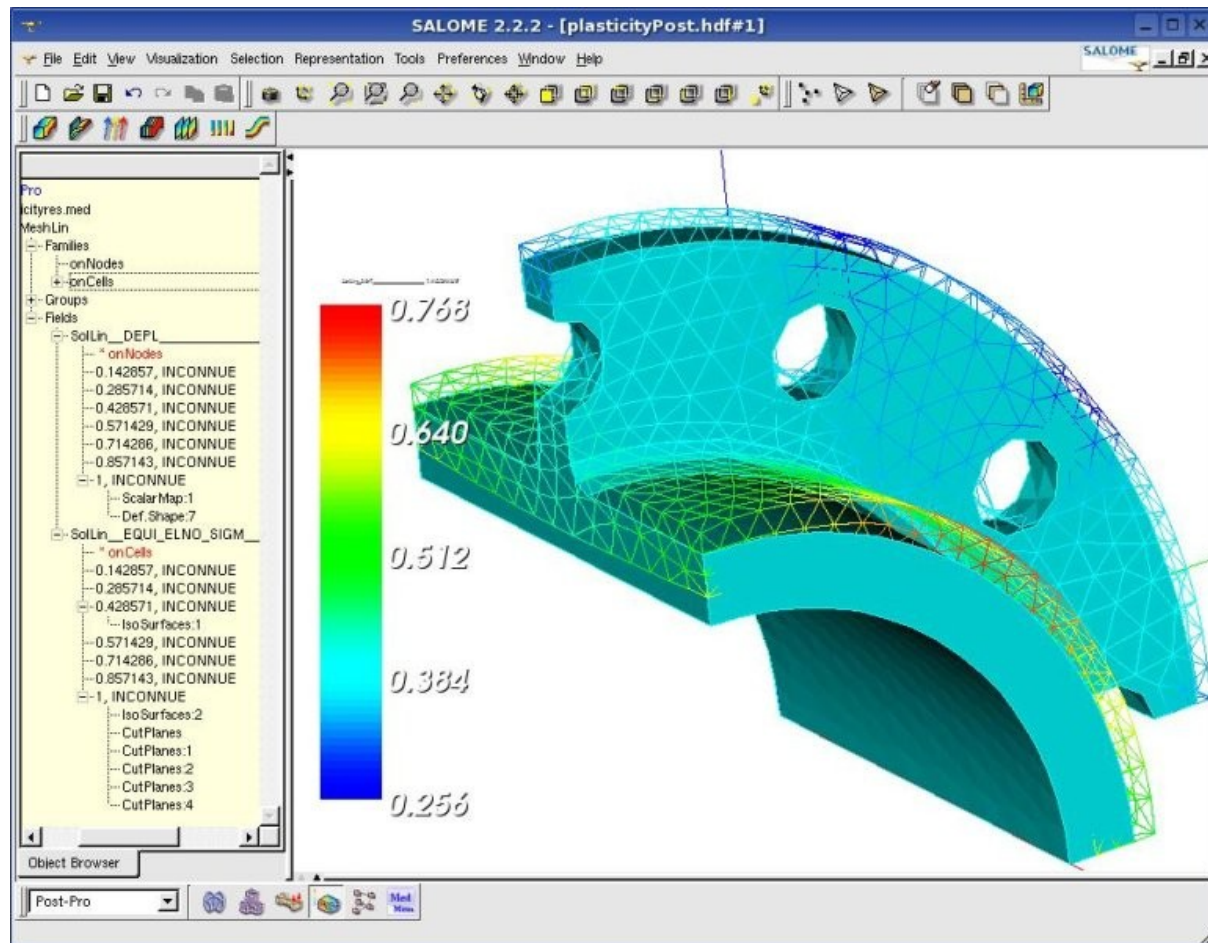 SALOME 2.2.2 - [plasticityPost.hdf#1]
File Edit View Visualization Selection Representation Tools Preferences Window Help
SALOME
Pro
icityres.med
MeshLin
Families
onNodes
onCells
Groups
Fields
SolLin__DEPL____________
* onNodes
0.142857, INCONNUE
0.285714, INCONNUE
0.428571, INCONNUE
0.571429, INCONNUE
0.714286, INCONNUE
0.857143, INCONNUE
1, INCONNUE
ScalarMap:1
Def.Shape:7
SolLin__EQUI_ELNO_SIGM__
* onCells
0.142857, INCONNUE
0.285714, INCONNUE
0.428571, INCONNUE
IsoSurfaces:1
0.571429, INCONNUE
0.714286, INCONNUE
0.857143, INCONNUE
1, INCONNUE
IsoSurfaces:2
CutPlanes
CutPlanes:1
CutPlanes:2
CutPlanes:3
CutPlanes:4
Object Browser
0.768
0.640
0.512
0.384
0.256
Post-Pro
Med